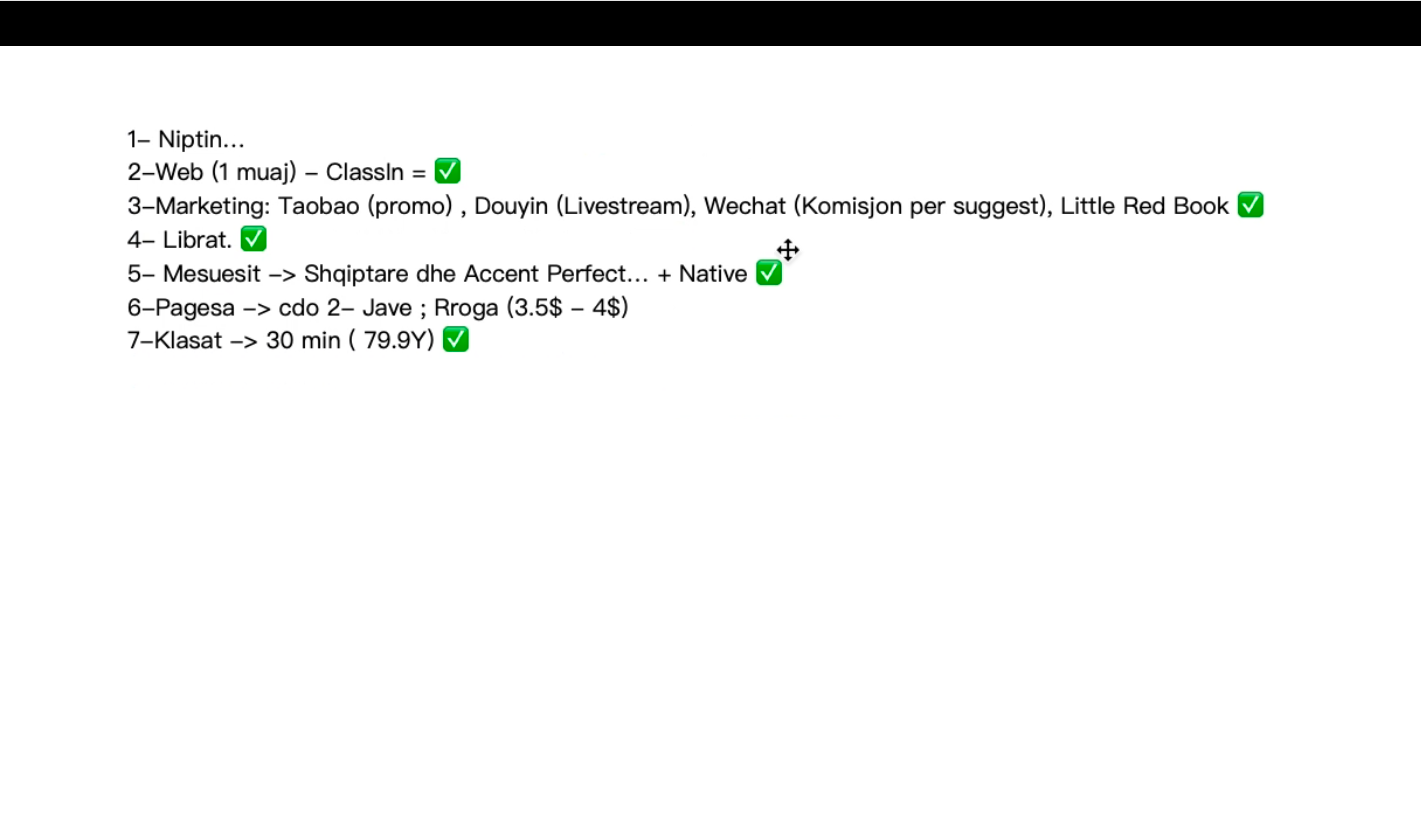 1– Niptin...
2–Web (1 muaj) – ClassIn = ✅
3–Marketing: Taobao (promo) , Douyin (Livestream), Wechat (Komisjon per suggest), Little Red Book ✅
4– Librat. ✅
5– Mesuesit –> Shqiptare dhe Accent Perfect... + Native ✅
6–Pagesa –> cdo 2– Jave ; Rroga (3.5$ – 4$)
7–Klasat –> 30 min ( 79.9Y) ✅